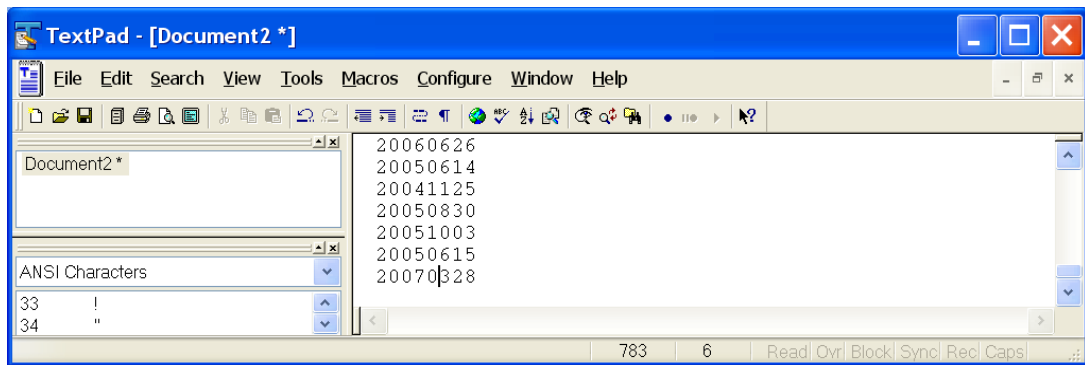 TextPad - [Document2 *]
File Edit Search View Tools Macros Configure Window Help
Document2 *
ANSI Characters
33 !
34 "
20060626
20050614
20041125
20050830
20051003
20050615
20070328
783 6 Read Ovr Block Sync Rec Caps